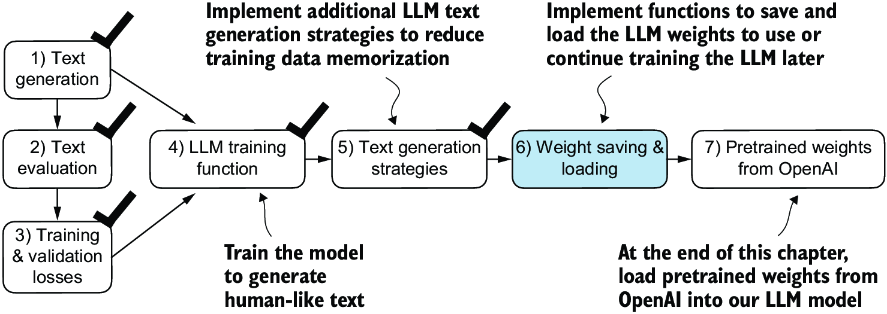 Implement additional LLM text
generation strategies to reduce
training data memorization
Implement functions to save and
load the LLM weights to use or
continue training the LLM later
1) Text
generation
2) Text
evaluation
3) Training
& validation
losses
4) LLM training
function
5) Text generation
strategies
6) Weight saving &
loading
7) Pretrained weights
from OpenAI
Train the model
to generate
human-like text
At the end of this chapter,
load pretrained weights from
OpenAI into our LLM model